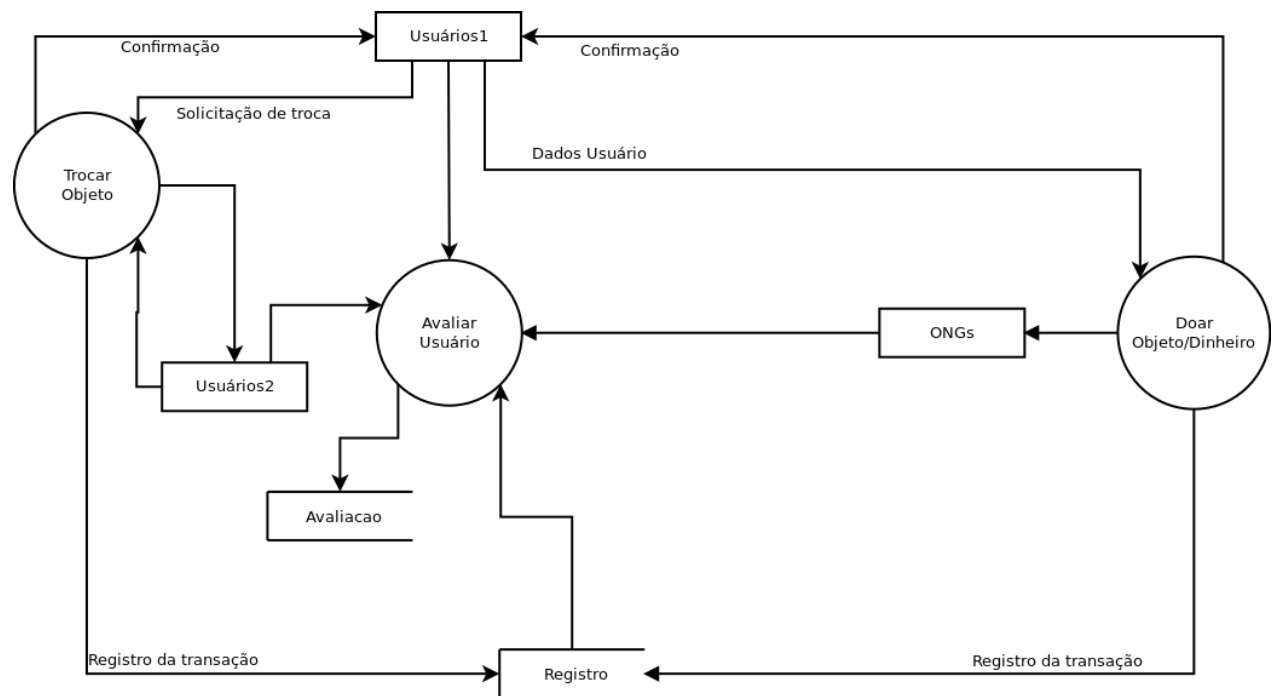 Usuários1
Confirmação
Confirmação
Solicitação de troca
Dados Usuário
Trocar
Objeto
Avaliar
Usuário
ONGs
Doar
Objeto/Dinheiro
Usuários2
Avaliacao
Registro da transação
Registro
Registro da transação